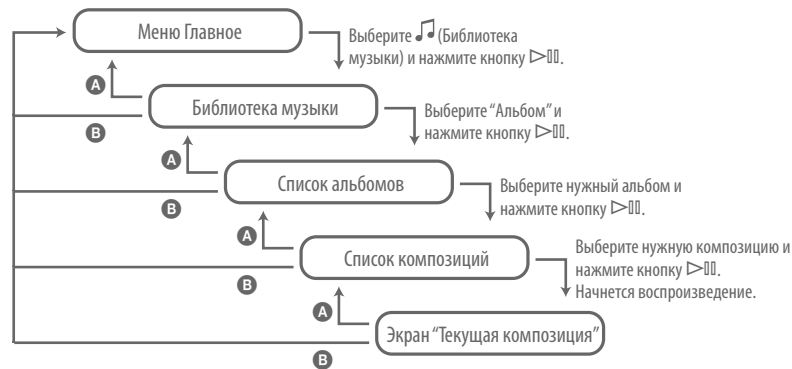 Меню Главное
Выберите (Библиотека
музыки) и нажмите кнопку ▷II.
A
Библиотека музыки
B
Выберите “Альбом” и
нажмите кнопку ▷II.
A
Список альбомов
B
Выберите нужный альбом и
нажмите кнопку ▷II.
A
Список композиций
B
Выберите нужную композицию и
нажмите кнопку ▷II.
Начнется воспроизведение.
A
Экран “Текущая композиция”
B